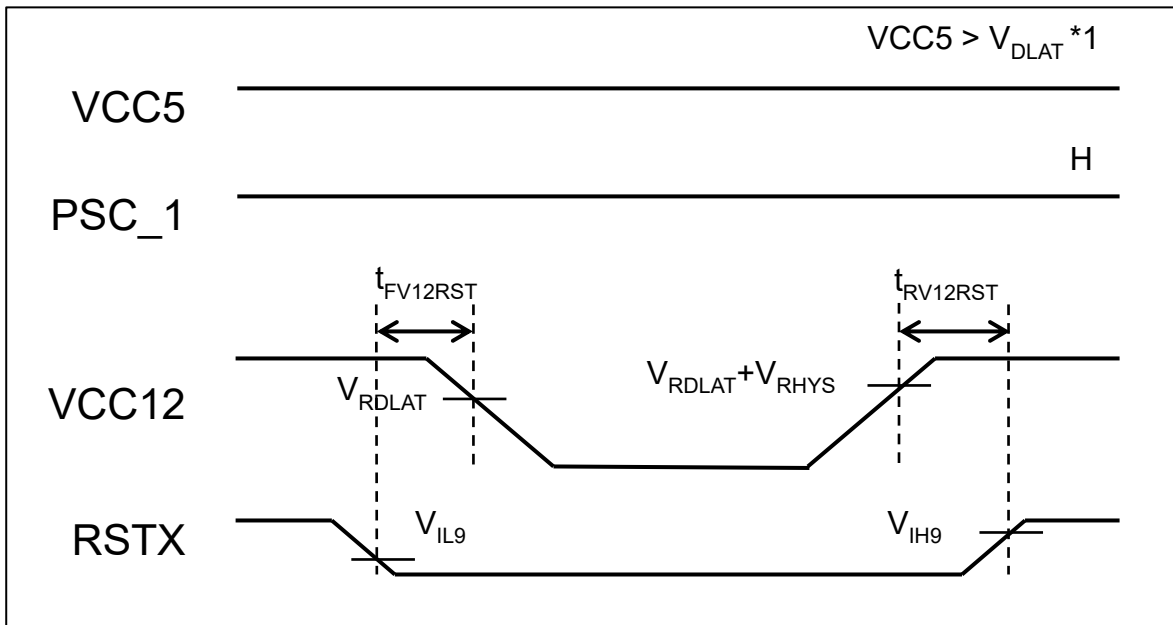 VCC5 > VDLAT *1
VCC5
H
PSC_1
tFV12RST
tRV12RST
VRDLAT
VRDLAT+VRHYS
VCC12
VIL9
VIH9
RSTX